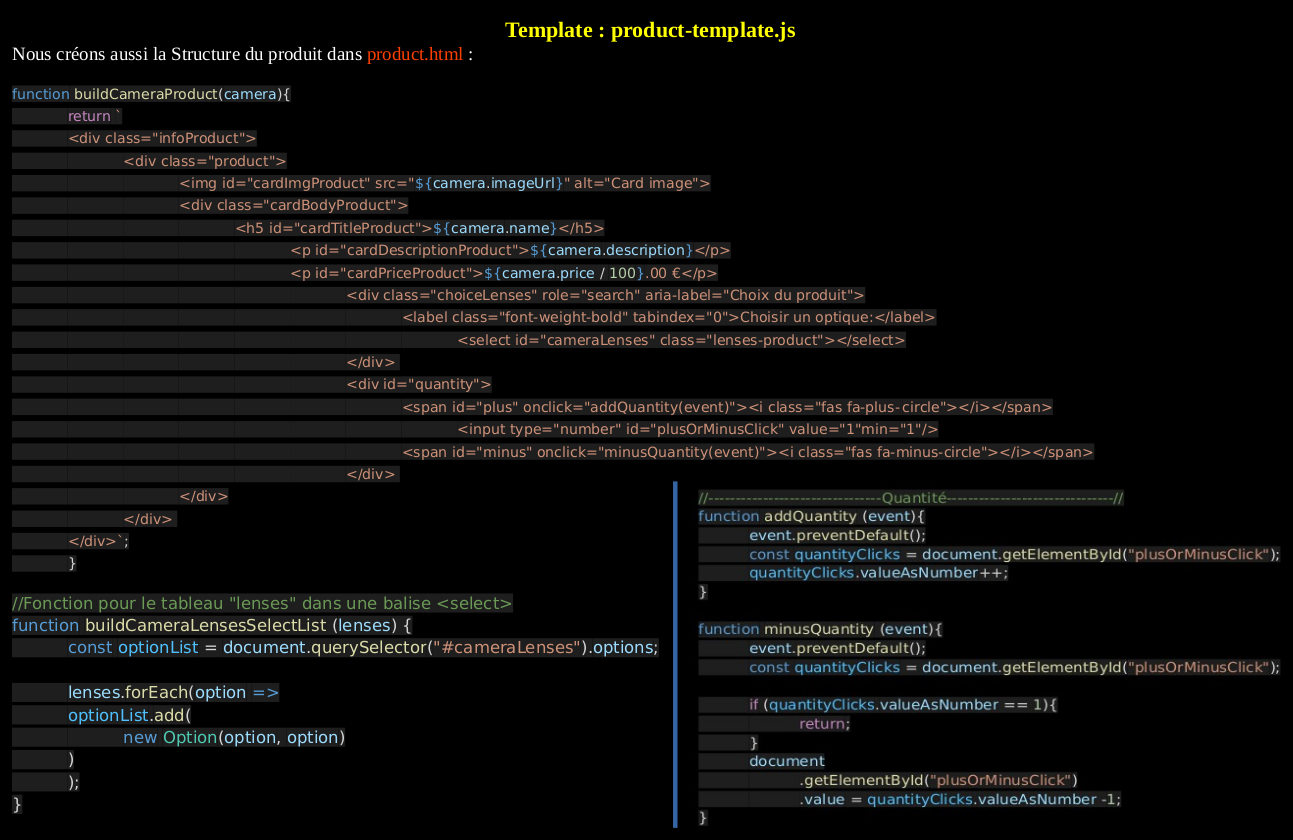 Template : product-template.js
Nous créons aussi la Structure du produit dans product.html :
function buildCameraProduct(camera){
return `
<div class="infoProduct">
<div class="product">
<img id="cardImgProduct" src="${camera.imageUrl}" alt="Card image">
<div class="cardBodyProduct">
<h5 id="cardTitleProduct">${camera.name}</h5>
<p id="cardDescriptionProduct">${camera.description}</p>
<p id="cardPriceProduct">${camera.price / 100}.00 €</p>
<div class="choiceLenses" role="search" aria-label="Choix du produit">
<label class="font-weight-bold" tabindex="0">Choisir un optique:</label>
<select id="cameraLenses" class="lenses-product"></select>
</div>
<div id="quantity">
<span id="plus" onclick="addQuantity(event)"><i class="fas fa-plus-circle"></i></span>
<input type="number" id="plusOrMinusClick" value="1"min="1"/>
<span id="minus" onclick="minusQuantity(event)"><i class="fas fa-minus-circle"></i></span>
</div>
</div>
</div>
</div>`;
}
//Fonction pour le tableau "lenses" dans une balise <select>
function buildCameraLensesSelectList (lenses) {
const optionList = document.querySelector("#cameraLenses").options;
lenses.forEach(option =>
optionList.add(
new Option(option, option)
)
);
}
//--------------------------------Quantité-------------------------------//
function addQuantity (event){
event.preventDefault();
const quantityClicks = document.getElementById("plusOrMinusClick");
quantityClicks.valueAsNumber++;
}
function minusQuantity (event){
event.preventDefault();
const quantityClicks = document.getElementById("plusOrMinusClick");
if (quantityClicks.valueAsNumber == 1){
return;
}
document
.getElementById("plusOrMinusClick")
.value = quantityClicks.valueAsNumber -1;
}